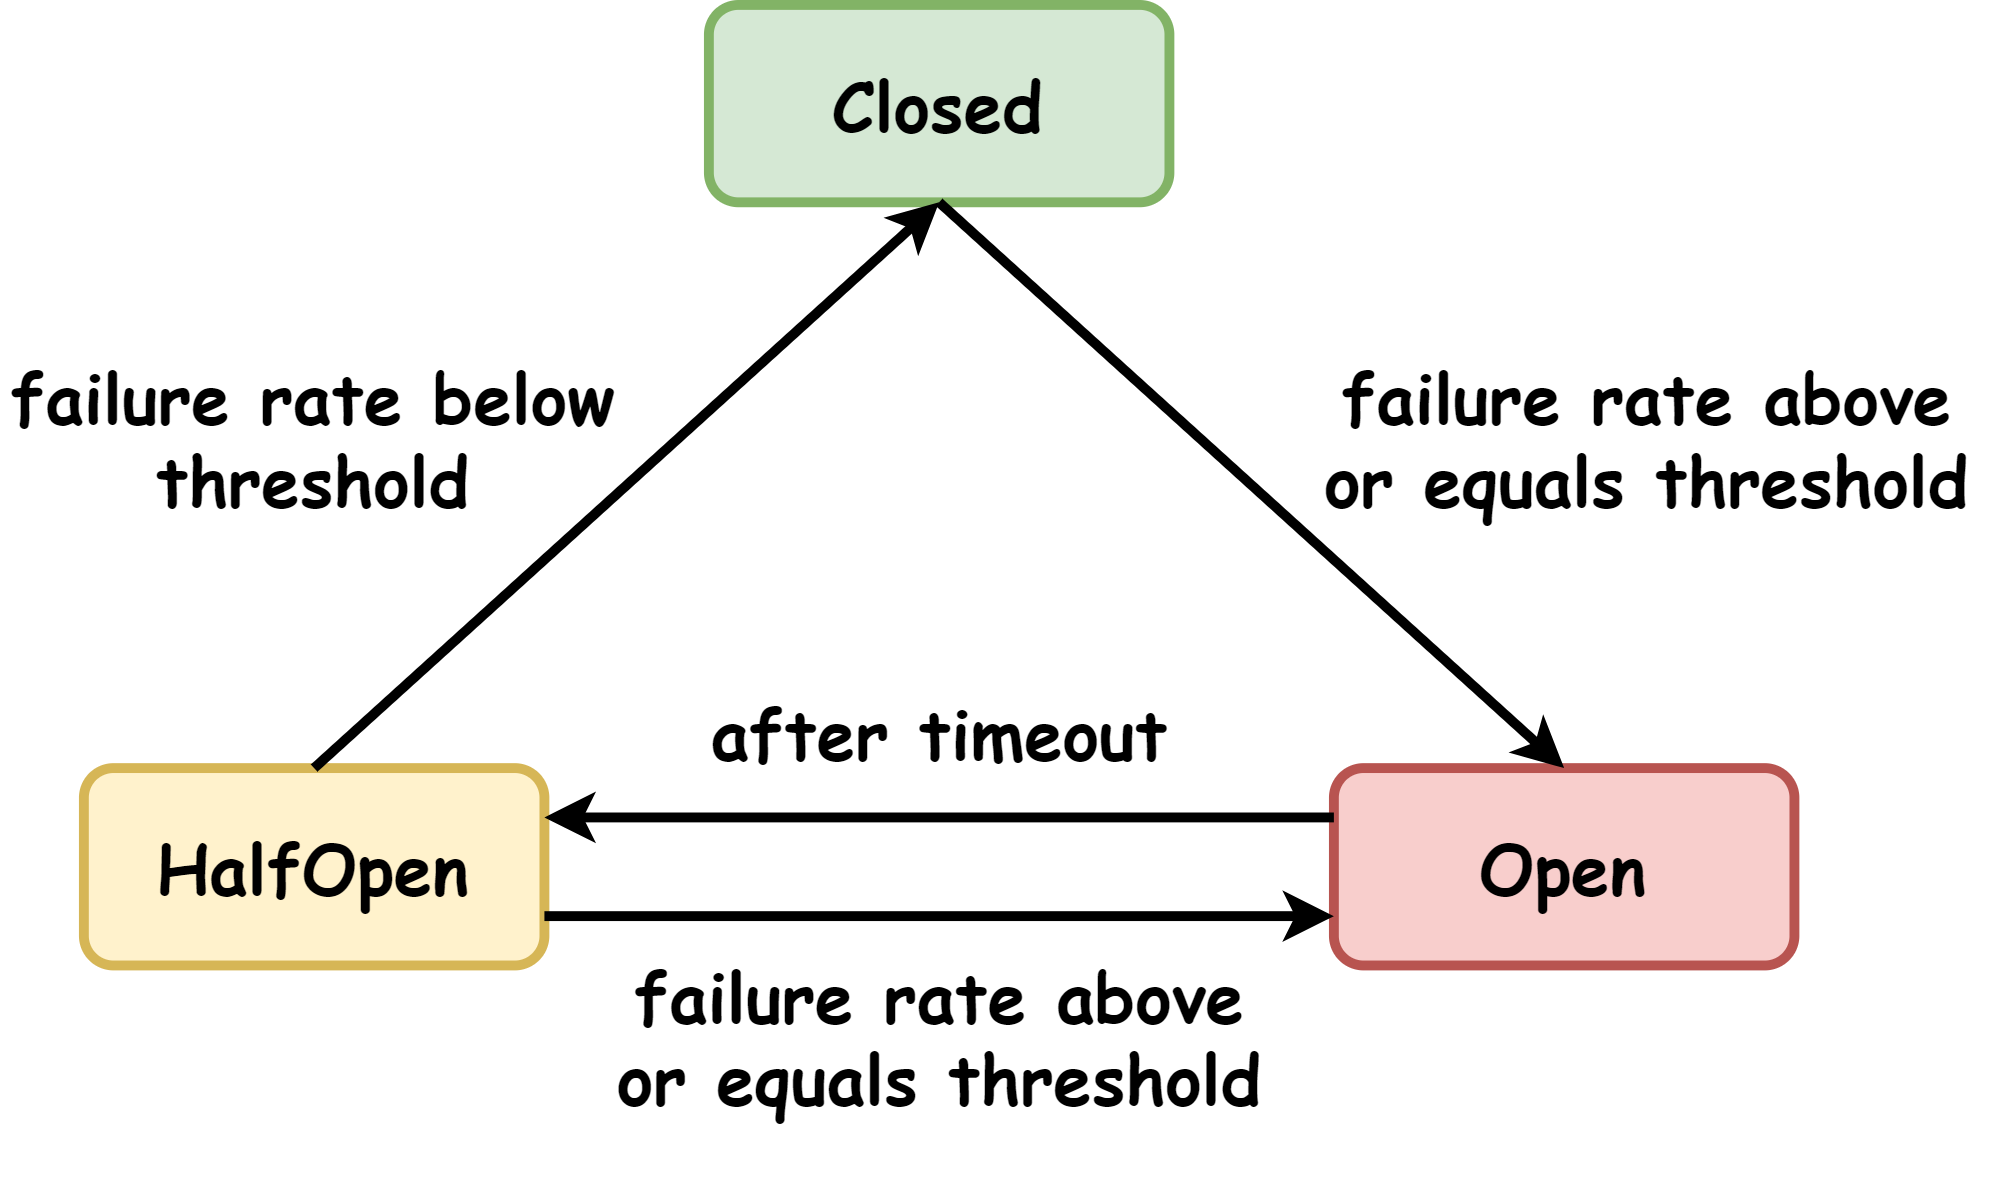 Closed
failure rate below
threshold
failure rate above
or equals threshold
after timeout
HalfOpen
Open
failure rate above
or equals threshold